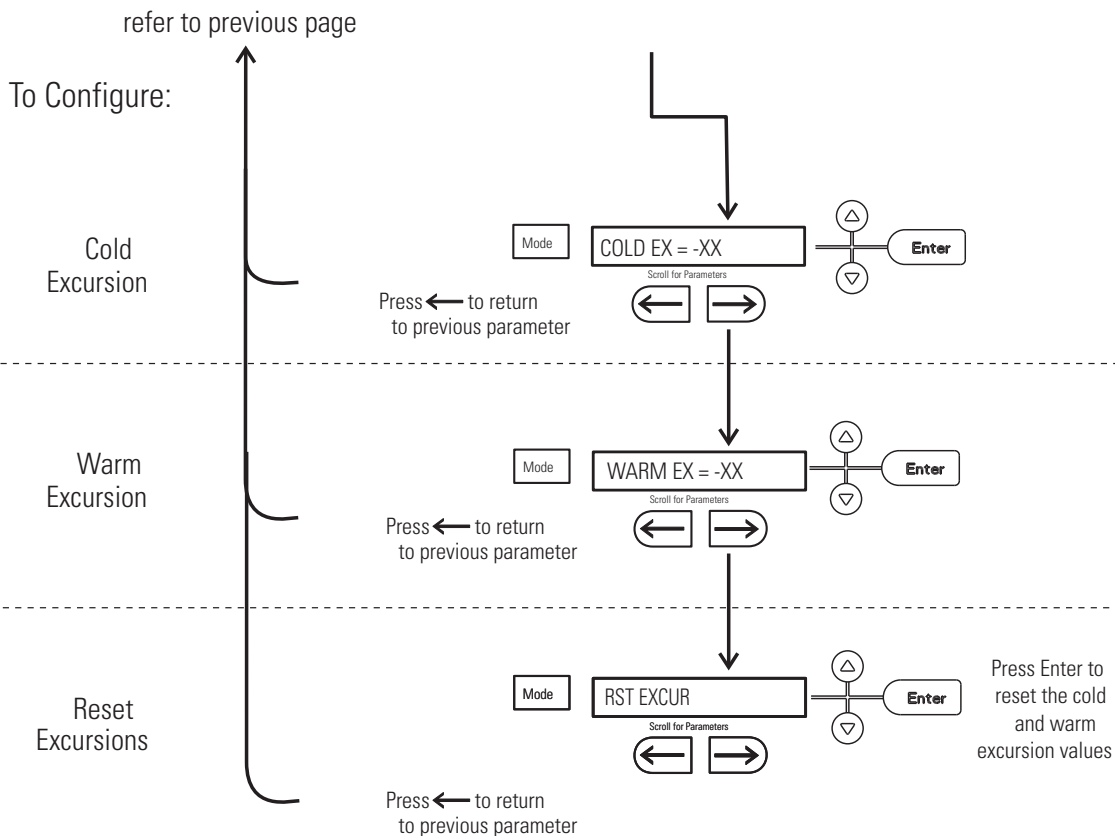 refer to previous page
To Configure:
Cold
Excursion
Mode
COLD EX = -XX
Enter
Scroll for Parameters
Press ← to return
to previous parameter
Warm
Excursion
Mode
WARM EX = -XX
Enter
Scroll for Parameters
Press ← to return
to previous parameter
Reset
Excursions
Mode
RST EXCUR
Enter
Scroll for Parameters
Press Enter to
reset the cold
and warm
excursion values
Press ← to return
to previous parameter